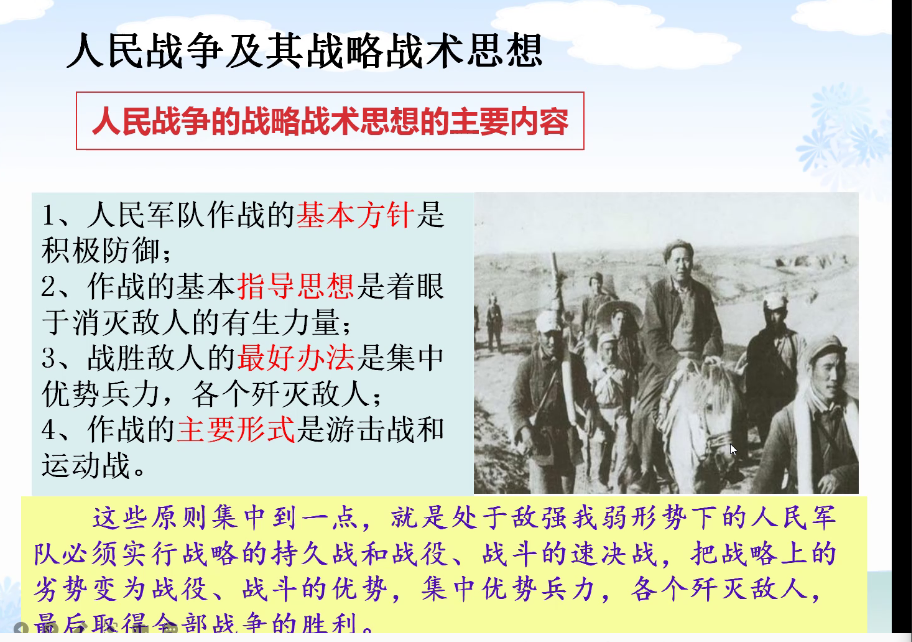 人民战争及其战略战术思想
人民战争的战略战术思想的主要内容
1、人民军队作战的基本方针是
积极防御；
2、作战的基本指导思想是着眼
于消灭敌人的有生力量；
3、战胜敌人的最好办法是集中
优势兵力，各个歼灭敌人；
4、作战的主要形式是游击战和
运动战。
这些原则集中到一点，就是处于敌强我弱形势下的人民军
队必须实行战略的持久战和战役、战斗的速决战，把战略上的
劣势变为战役、战斗的优势，集中优势兵力，各个歼灭敌人，
最后取得全部战争的胜利。